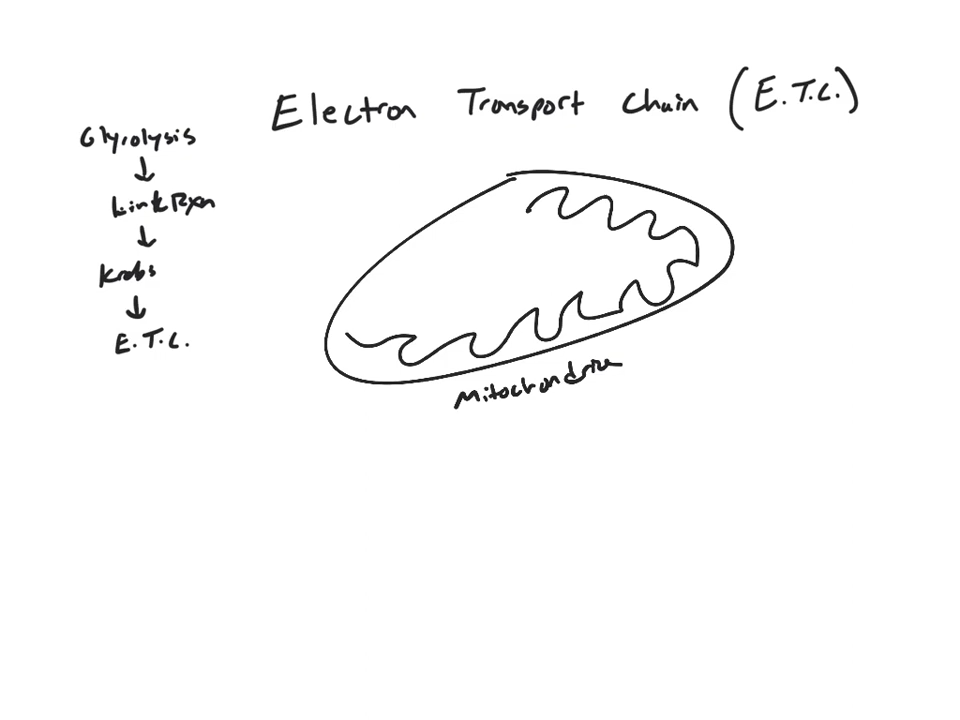 Electron Transport Chain (E.T.C.)
Glycolysis
↓
Link Rxn
↓
Krebs
↓
E.T.C.
Mitochondria